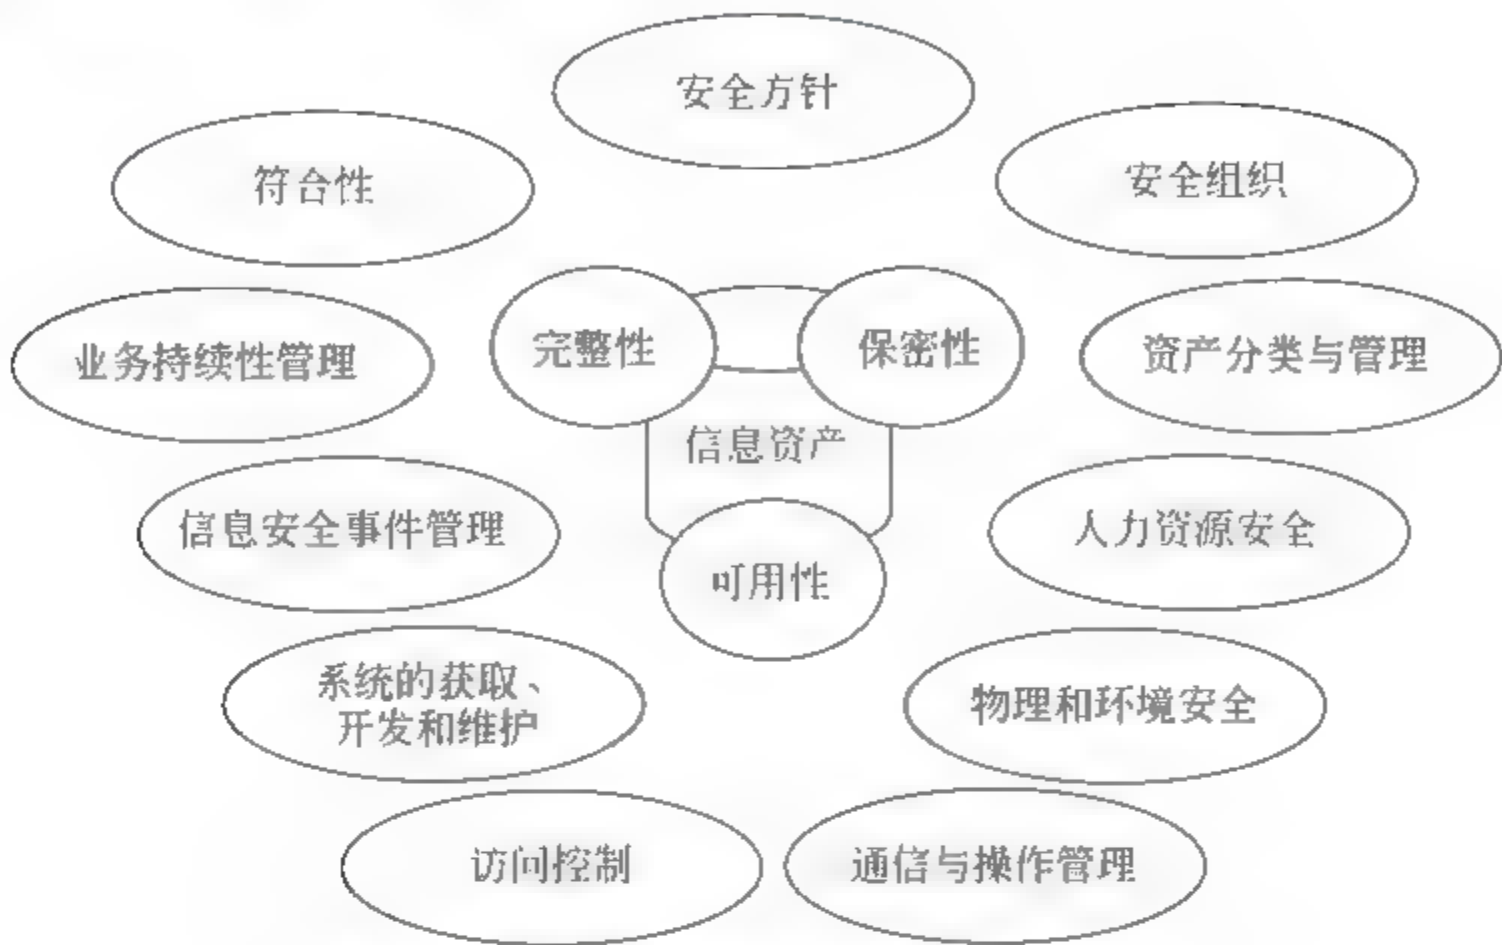 安全方针
符合性
安全组织
完整性
保密性
业务持续性管理
资产分类与管理
信息资产
信息安全事件管理
人力资源安全
可用性
系统的获取、
开发和维护
物理和环境安全
访问控制
通信与操作管理